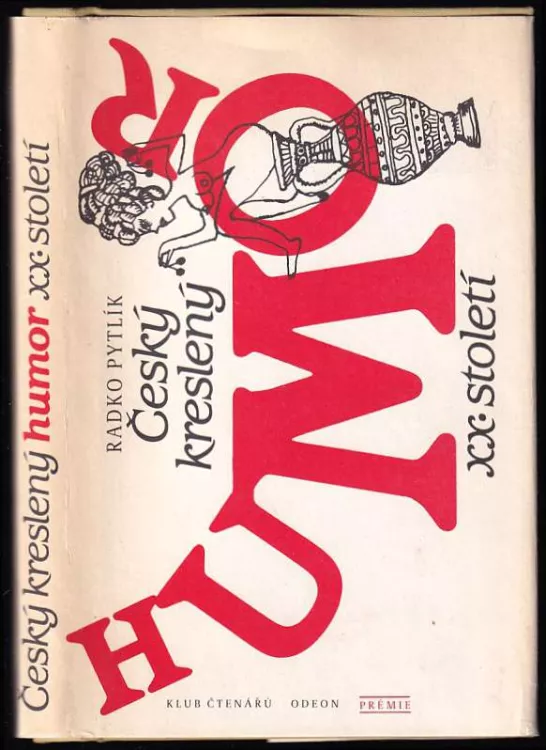 Český kreslený humor xx. století
RADKO PYTLÍK
Český
kreslený
HUMOR
xx. století
KLUB ČTENÁŘŮ ODEON PRÉMIE